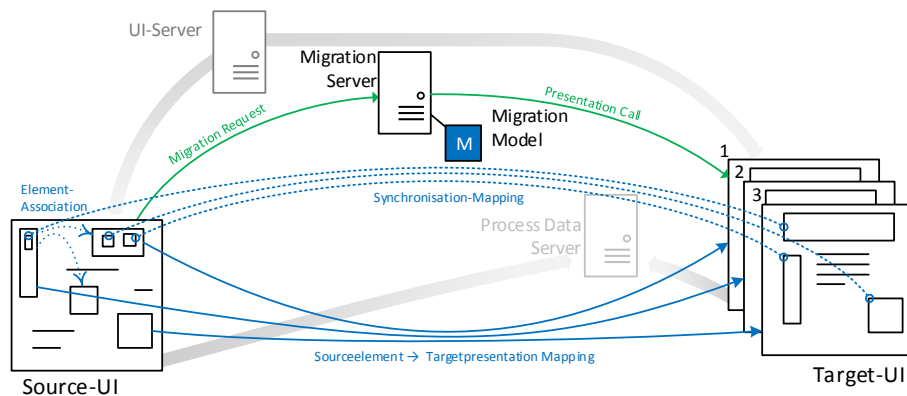 UI-Server
Migration
Server
Migration Request
Presentation Call
Migration
Model
M
1
2
3
Element-
Association
Synchronisation-Mapping
Process Data
Server
Sourceelement → Targetpresentation Mapping
Source-UI
Target-UI